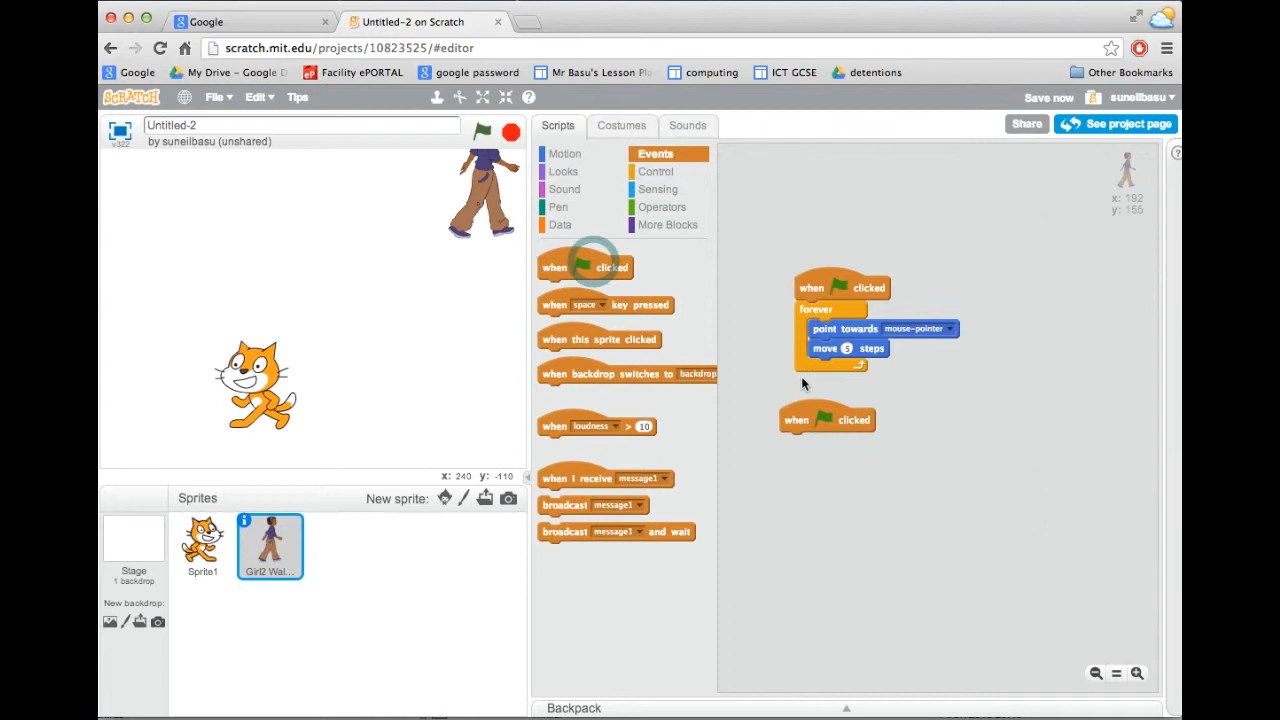 Google
Untitled-2 on Scratch
scratch.mit.edu/projects/10823525/#editor
Google
My Drive - Google D
Facility ePORTAL
google password
Mr Basu's Lesson Pla
computing
ICT GCSE
detentions
Other Bookmarks
SCRATCH
File
Edit
Tips
Save now
suneilbasu
Untitled-2
by suneilbasu (unshared)
v322
Scripts
Costumes
Sounds
Share
See project page
Motion
Events
Looks
Control
Sound
Sensing
Pen
Operators
Data
More Blocks
when clicked
when space key pressed
when this sprite clicked
when backdrop switches to backdrop
when loudness > 10
when I receive message1
broadcast message1
broadcast message1 and wait
when clicked
forever
point towards mouse-pointer
move 5 steps
when clicked
x: 192
y: 155
x: 240 y: -110
Sprites
New sprite:
Stage
1 backdrop
New backdrop:
Sprite1
Girl2 Wal...
Backpack